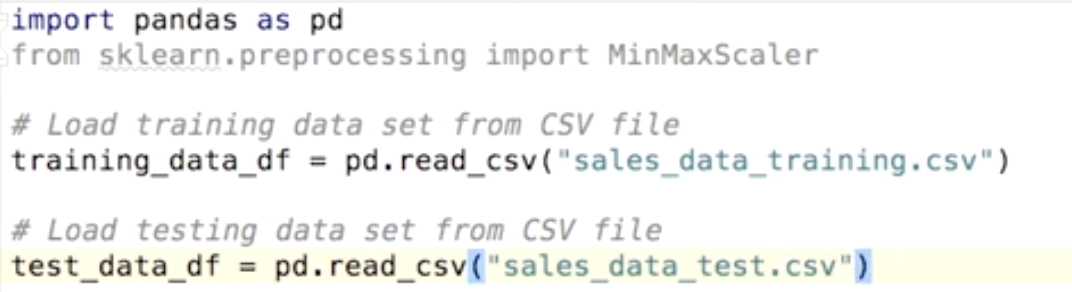 import pandas as pd
from sklearn.preprocessing import MinMaxScaler
# Load training data set from CSV file
training_data_df = pd.read_csv("sales_data_training.csv")
# Load testing data set from CSV file
test_data_df = pd.read_csv("sales_data_test.csv")